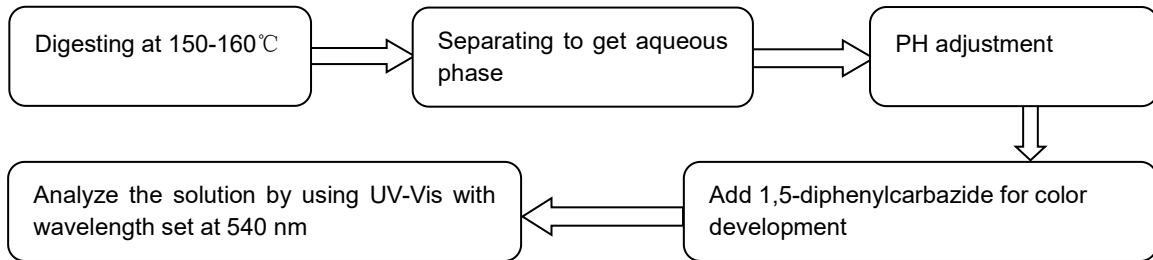 Digesting at 150-160℃
Separating to get aqueous
phase
PH adjustment
Add 1,5-diphenylcarbazide for color
development
Analyze the solution by using UV-Vis with
wavelength set at 540 nm